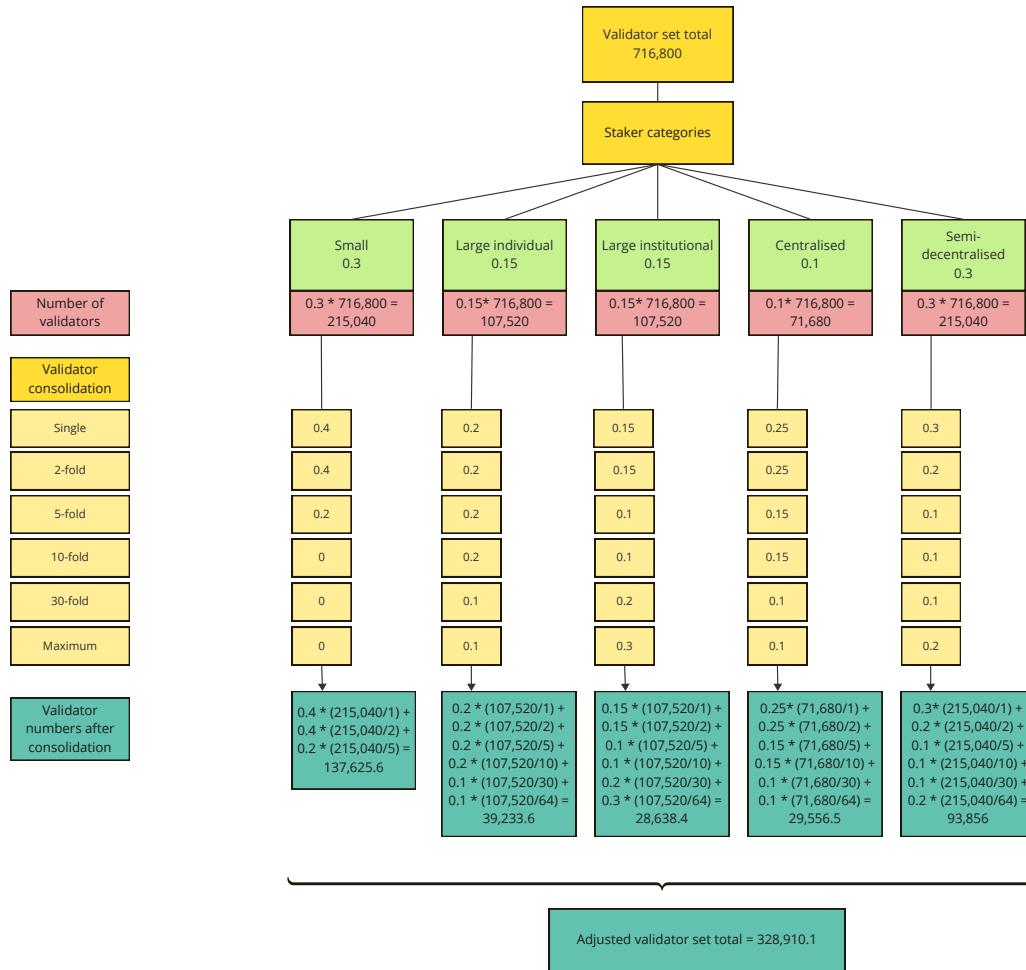 Validator set total
716,800
Staker categories
Small
0.3
Large individual
0.15
Large institutional
0.15
Centralised
0.1
Semi-
decentralised
0.3
Number of
validators
0.3 * 716,800 =
215,040
0.15* 716,800 =
107,520
0.15* 716,800 =
107,520
0.1* 716,800 =
71,680
0.3 * 716,800 =
215,040
Validator
consolidation
Single
0.4
0.2
0.15
0.25
0.3
2-fold
0.4
0.2
0.15
0.25
0.2
5-fold
0.2
0.2
0.1
0.15
0.1
10-fold
0
0.2
0.1
0.15
0.1
30-fold
0
0.1
0.2
0.1
0.1
Maximum
0
0.1
0.3
0.1
0.2
Validator
numbers after
consolidation
0.4 * (215,040/1) +
0.4 * (215,040/2) +
0.2 * (215,040/5) =
137,625.6
0.2 * (107,520/1) +
0.2 * (107,520/2) +
0.2 * (107,520/5) +
0.2 * (107,520/10) +
0.1 * (107,520/30) +
0.1 * (107,520/64) =
39,233.6
0.15 * (107,520/1) +
0.15 * (107,520/2) +
0.1 * (107,520/5) +
0.1 * (107,520/10) +
0.2 * (107,520/30) +
0.3 * (107,520/64) =
28,638.4
0.25* (71,680/1) +
0.25 * (71,680/2) +
0.15 * (71,680/5) +
0.15 * (71,680/10) +
0.1 * (71,680/30) +
0.1 * (71,680/64) =
29,556.5
0.3* (215,040/1) +
0.2 * (215,040/2) +
0.1 * (215,040/5) +
0.1 * (215,040/10) +
0.1 * (215,040/30) +
0.2 * (215,040/64) =
93,856
Adjusted validator set total = 328,910.1